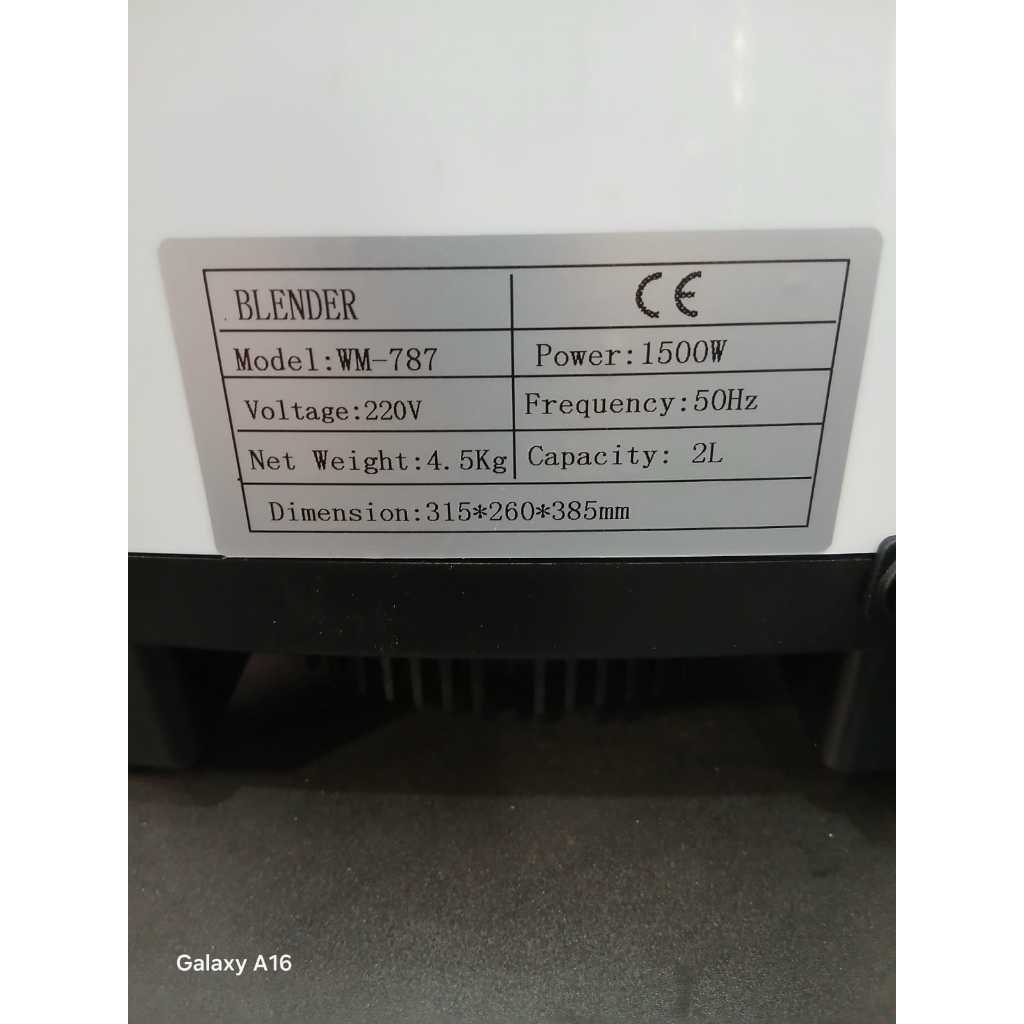 BLENDER CE
Model:WM-787 Power:1500W
Voltage:220V Frequency:50Hz
Net Weight:4.5Kg Capacity: 2L
Dimension:315*260*385mm
Galaxy A16